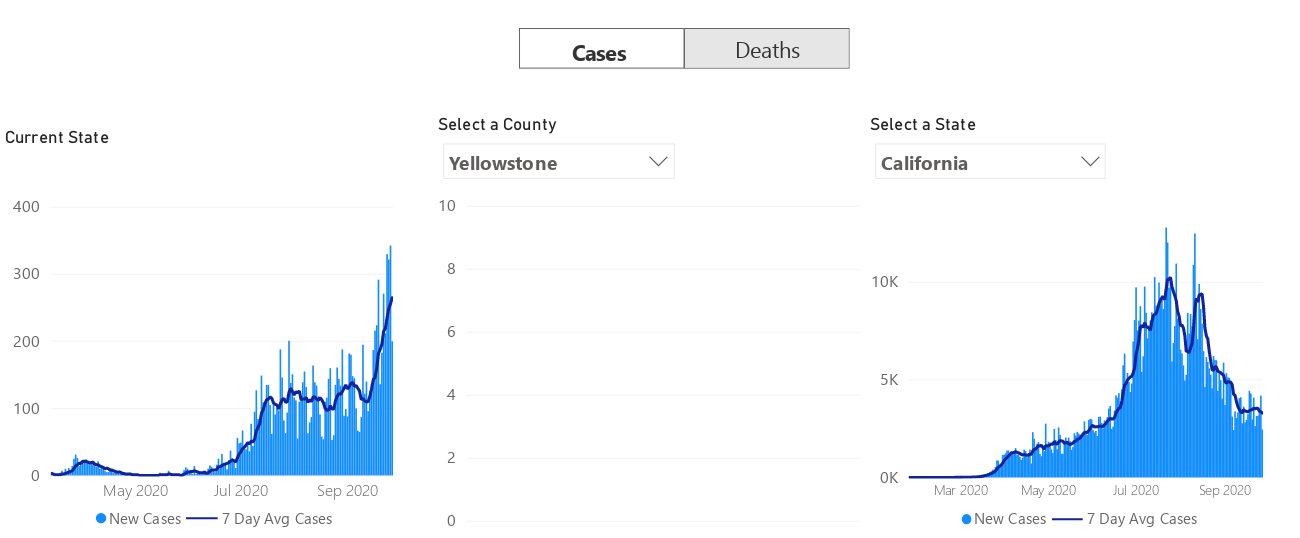 Cases
Deaths
Current State
Select a County
Select a State
Yellowstone
California
400
300
200
100
0
May 2020
Jul 2020
Sep 2020
New Cases
7 Day Avg Cases
10
8
6
4
2
0
10K
5K
0K
Mar 2020
May 2020
Jul 2020
Sep 2020
New Cases
7 Day Avg Cases